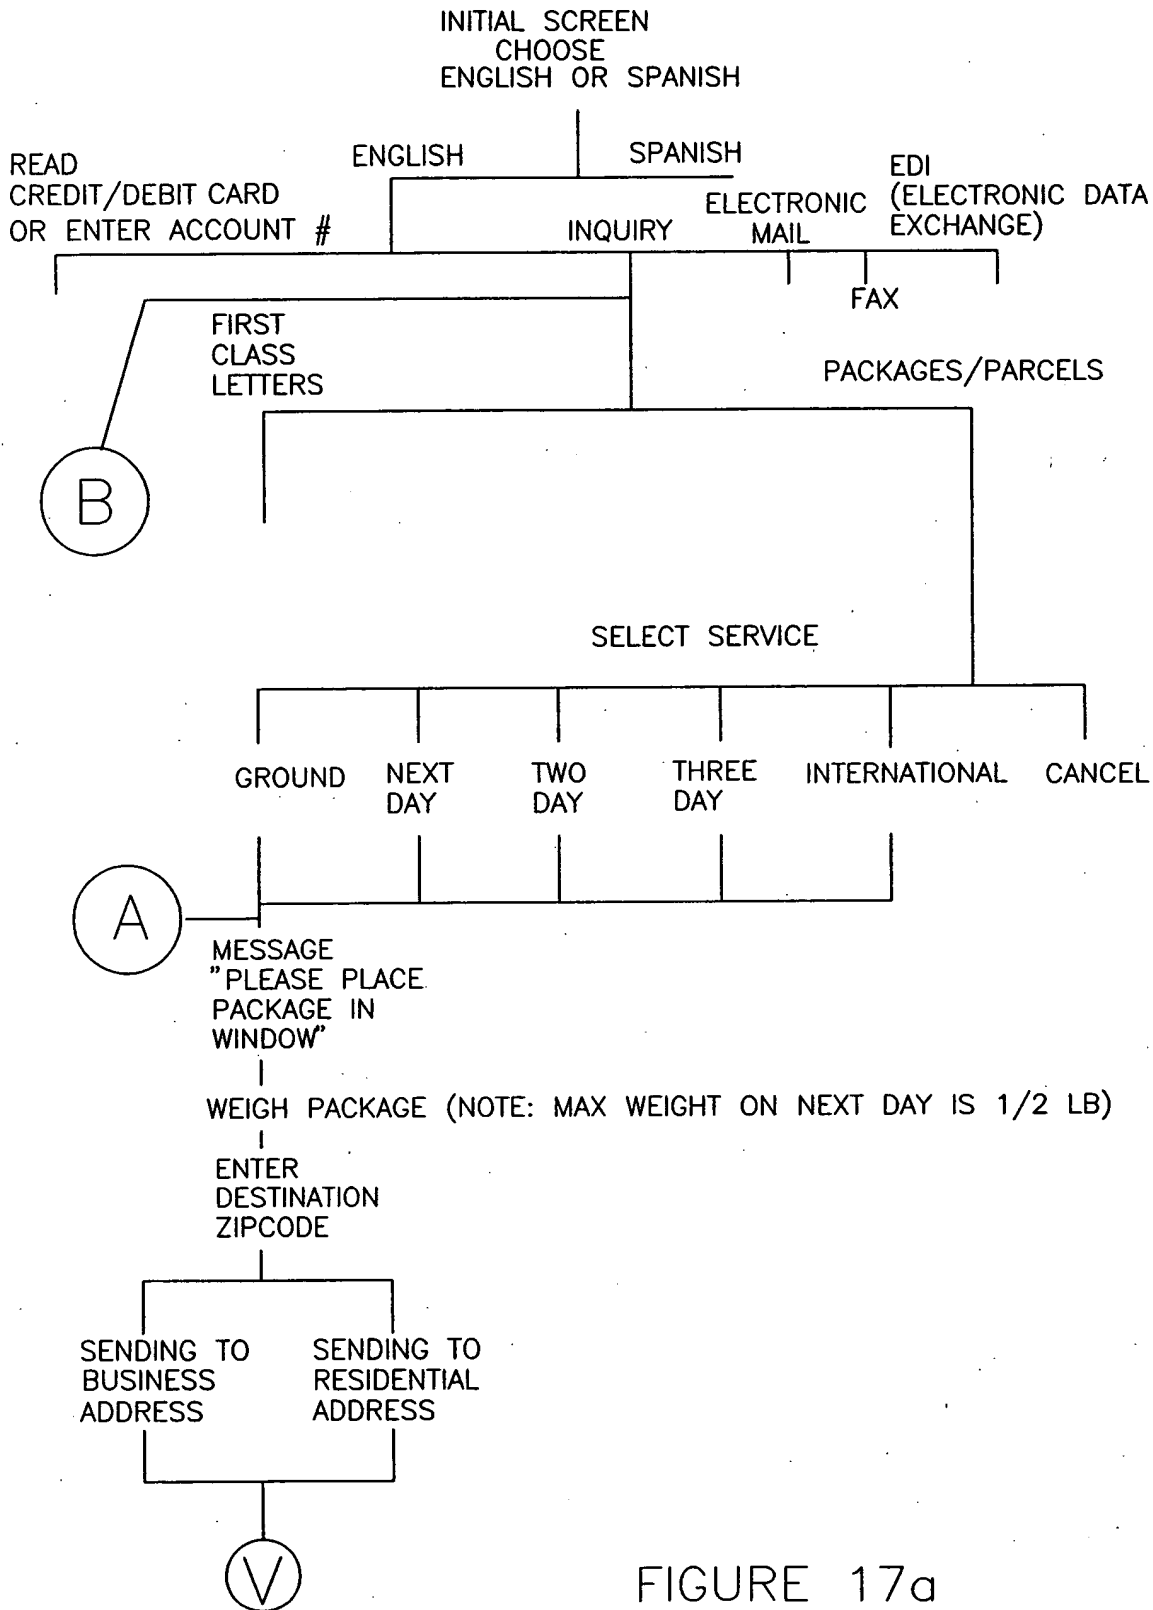 INITIAL SCREEN
CHOOSE
ENGLISH OR SPANISH
ENGLISH
SPANISH
READ
CREDIT/DEBIT CARD
OR ENTER ACCOUNT #
INQUIRY
ELECTRONIC
MAIL
FAX
EDI
(ELECTRONIC DATA
EXCHANGE)
B
FIRST
CLASS
LETTERS
PACKAGES/PARCELS
SELECT SERVICE
GROUND
NEXT
DAY
TWO
DAY
THREE
DAY
INTERNATIONAL
CANCEL
A
MESSAGE
"PLEASE PLACE
PACKAGE IN
WINDOW"
WEIGH PACKAGE (NOTE: MAX WEIGHT ON NEXT DAY IS 1/2 LB)
ENTER
DESTINATION
ZIPCODE
SENDING TO
BUSINESS
ADDRESS
SENDING TO
RESIDENTIAL
ADDRESS
V
FIGURE 17a